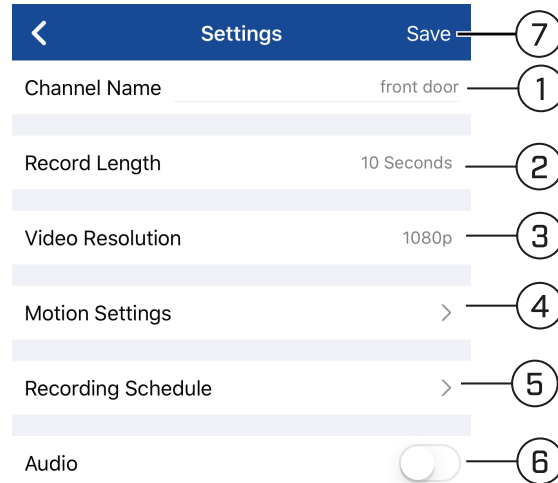 Settings
Save
7
Channel Name
front door
1
Record Length
10 Seconds
2
Video Resolution
1080p
3
Motion Settings
4
Recording Schedule
5
Audio
6